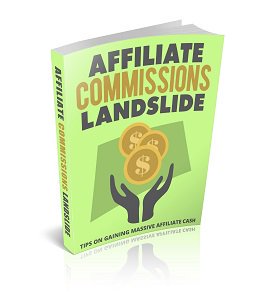 AFFILIATE
COMMISSIONS
LANDSLIDE
$
$
$
TIPS ON GAINING MASSIVE AFFILIATE CASH
AFFILIATE COMMISSIONS LANDSLIDE